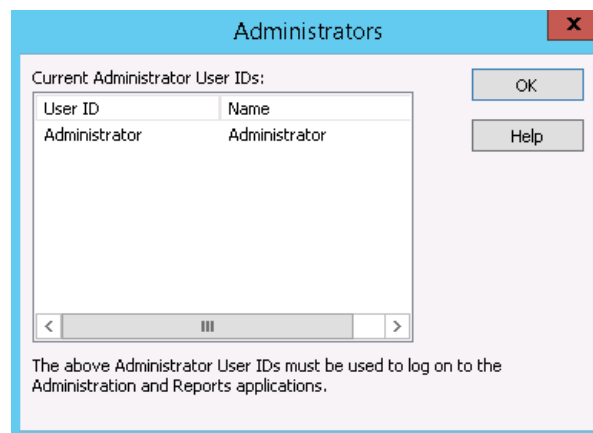 Administrators
x
Current Administrator User IDs:
OK
User ID Name
Administrator Administrator
Help
The above Administrator User IDs must be used to log on to the
Administration and Reports applications.